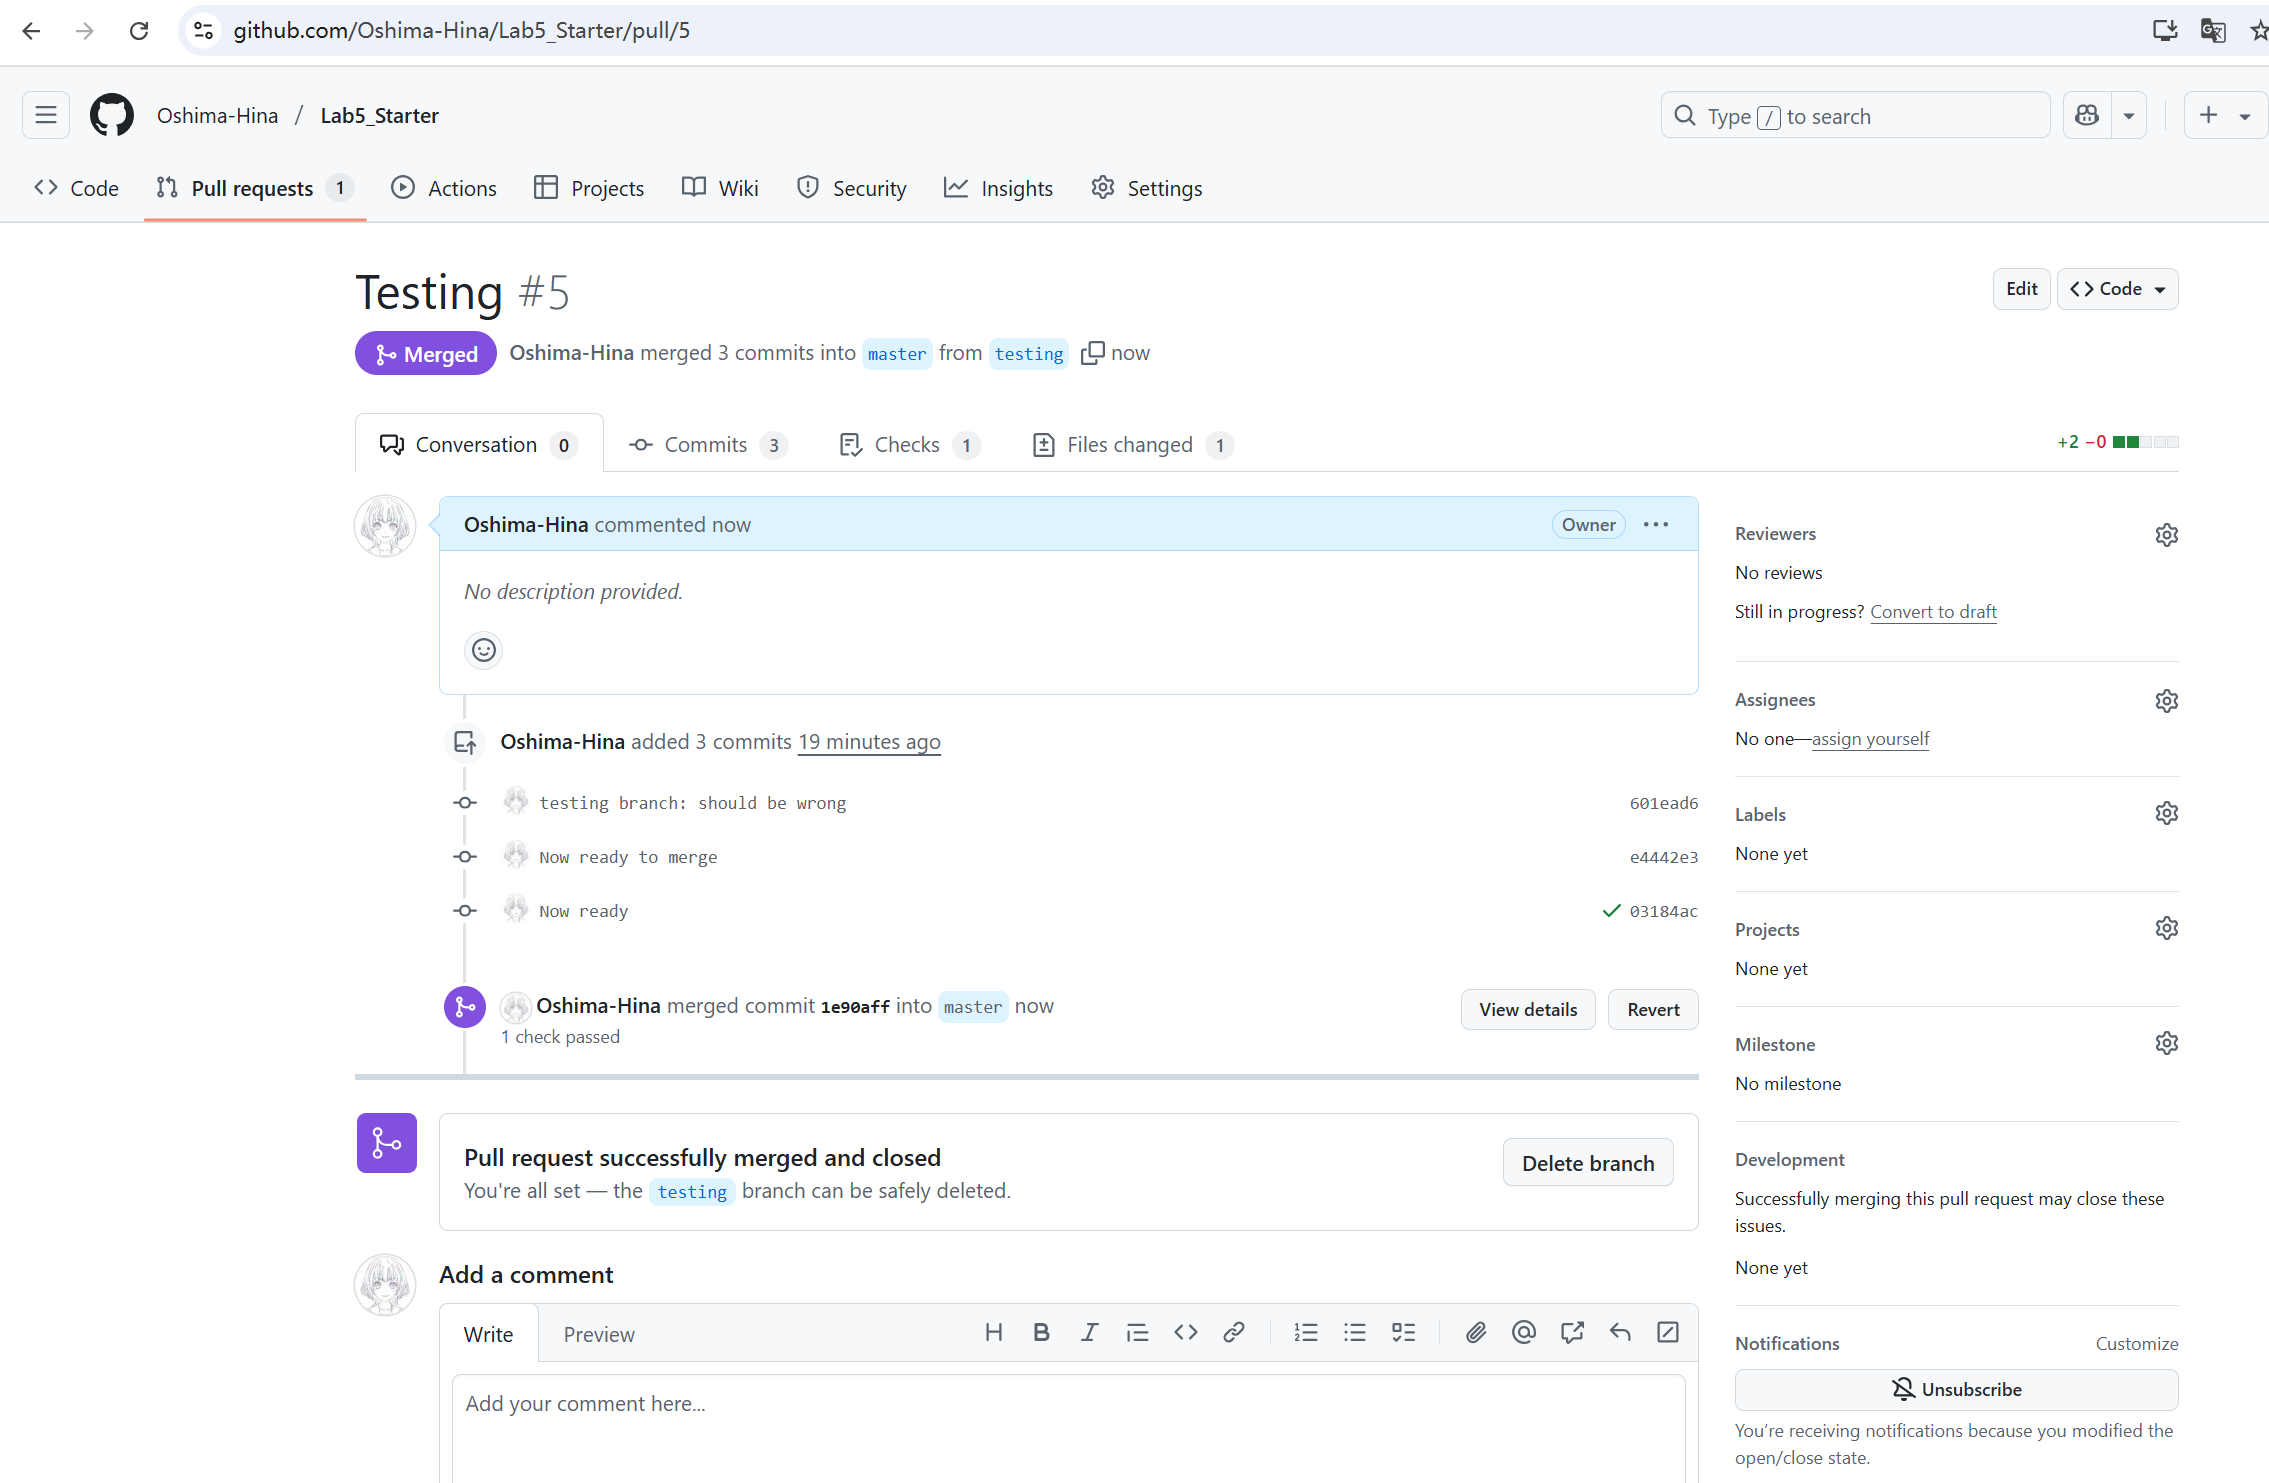 github.com/Oshima-Hina/Lab5_Starter/pull/5
Oshima-Hina / Lab5_Starter
Type / to search
Code
Pull requests 1
Actions
Projects
Wiki
Security
Insights
Settings
Testing #5
Edit
Code
Merged
Oshima-Hina merged 3 commits into master from testing now
Conversation 0
Commits 3
Checks 1
Files changed 1
+2 −0
Oshima-Hina commented now
Owner
No description provided.
Oshima-Hina added 3 commits 19 minutes ago
testing branch: should be wrong 601ead6
Now ready to merge e4442e3
Now ready 03184ac
Oshima-Hina merged commit 1e90aff into master now
1 check passed
View details
Revert
Pull request successfully merged and closed
You're all set — the testing branch can be safely deleted.
Delete branch
Add a comment
Write
Preview
Add your comment here...
Reviewers
No reviews
Still in progress? Convert to draft
Assignees
No one—assign yourself
Labels
None yet
Projects
None yet
Milestone
No milestone
Development
Successfully merging this pull request may close these
issues.
None yet
Notifications
Customize
Unsubscribe
You're receiving notifications because you modified the
open/close state.